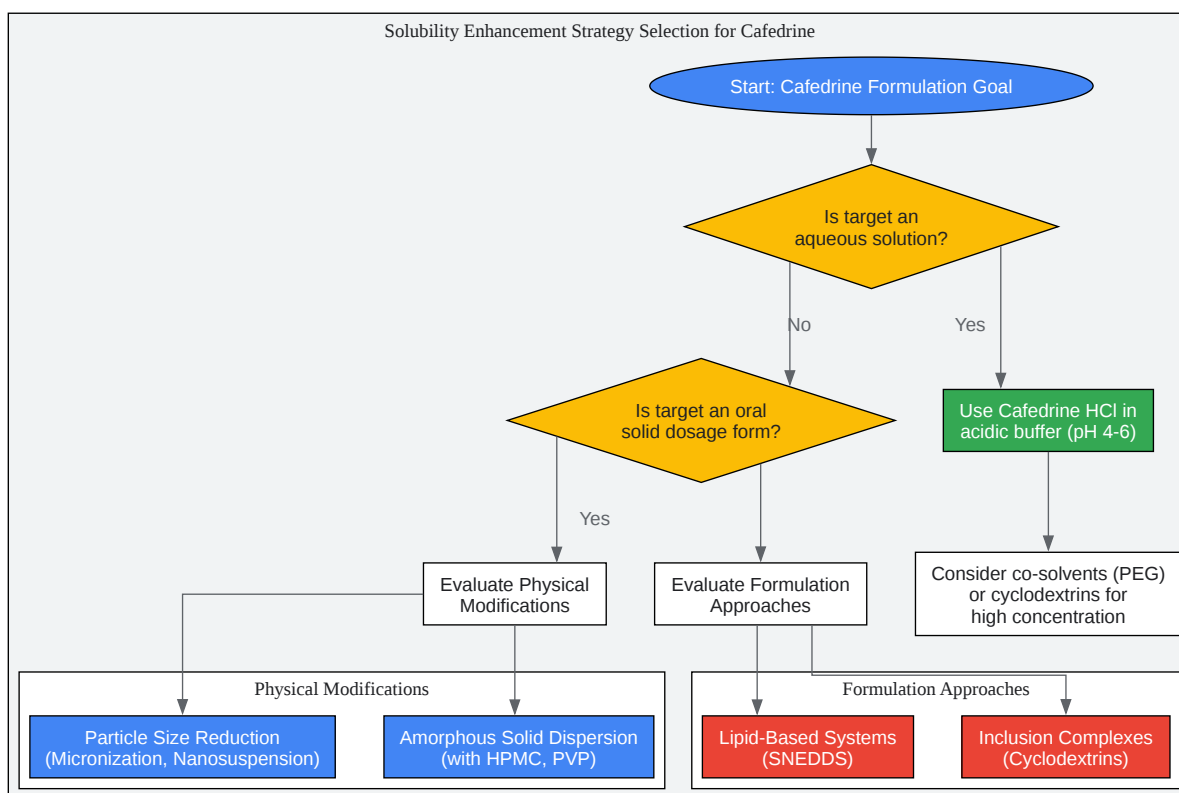 Solubility Enhancement Strategy Selection for Cafedrine
Start: Cafedrine Formulation Goal
Is target an
aqueous solution?
No
Yes
Is target an oral
solid dosage form?
Use Cafedrine HCl in
acidic buffer (pH 4-6)
Yes
Evaluate Physical
Modifications
Evaluate Formulation
Approaches
Consider co-solvents (PEG)
or cyclodextrins for
high concentration
Physical Modifications
Particle Size Reduction
(Micronization, Nanosuspension)
Amorphous Solid Dispersion
(with HPMC, PVP)
Formulation Approaches
Lipid-Based Systems
(SNEDDS)
Inclusion Complexes
(Cyclodextrins)